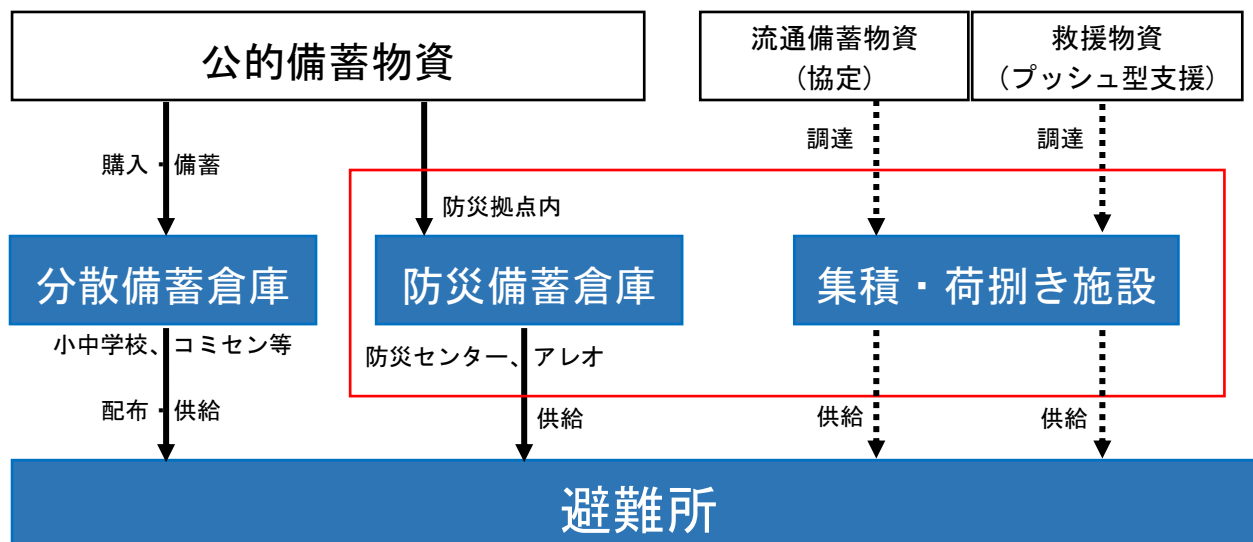 公的備蓄物資
流通備蓄物資
（協定）
救援物資
（プッシュ型支援）
購入・備蓄
調達
調達
防災拠点内
分散備蓄倉庫
防災備蓄倉庫
集積・荷捌き施設
小中学校、コミセン等
防災センター、アレオ
配布・供給
供給
供給
供給
避難所